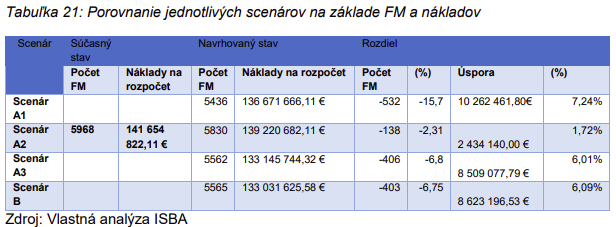 Tabuľka 21: Porovnanie jednotlivých scenárov na základe FM a nákladov
Scenár Súčasný stav Navrhovaný stav Rozdiel
Počet FM Náklady na rozpočet Počet FM Náklady na rozpočet Počet FM (%) Úspora (%)
Scenár A1 5436 136 671 666,11 € -532 -15,7 10 262 461,80€ 7,24%
Scenár A2 5968 141 654 822,11 € 5830 139 220 682,11 € -138 -2,31 2 434 140,00 € 1,72%
Scenár A3 5562 133 145 744,32 € -406 -6,8 8 509 077,79 € 6,01%
Scenár B 5565 133 031 625,58 € -403 -6,75 8 623 196,53 € 6,09%
Zdroj: Vlastná analýza ISBA